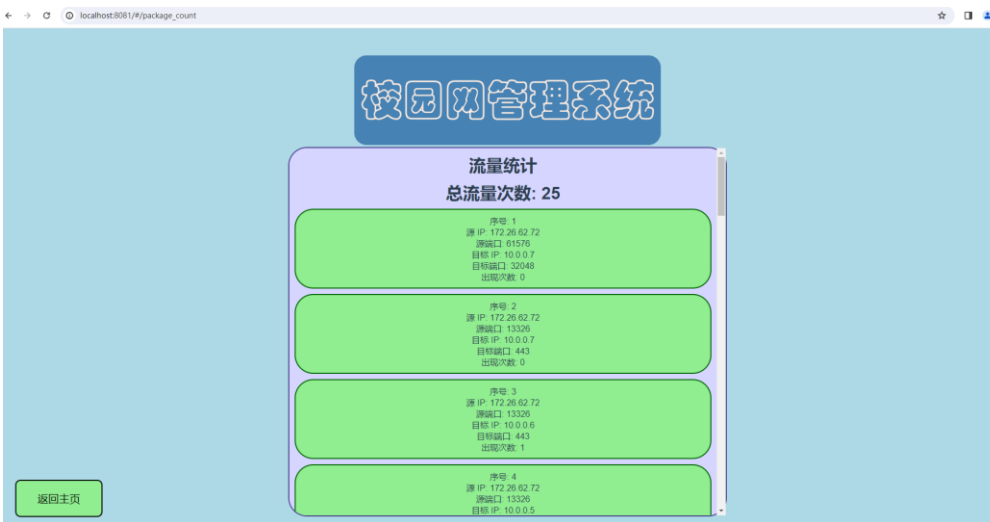 localhost:8081/#/package_count
校园网管理系统
流量统计
总流量次数: 25
序号: 1
源 IP: 172.26.62.72
源端口: 61576
目标 IP: 10.0.0.7
目标端口: 32048
出现次数: 0
序号: 2
源 IP: 172.26.62.72
源端口: 13326
目标 IP: 10.0.0.7
目标端口: 443
出现次数: 0
序号: 3
源 IP: 172.26.62.72
源端口: 13326
目标 IP: 10.0.0.6
目标端口: 443
出现次数: 1
序号: 4
源 IP: 172.26.62.72
源端口: 13326
目标 IP: 10.0.0.5
返回主页